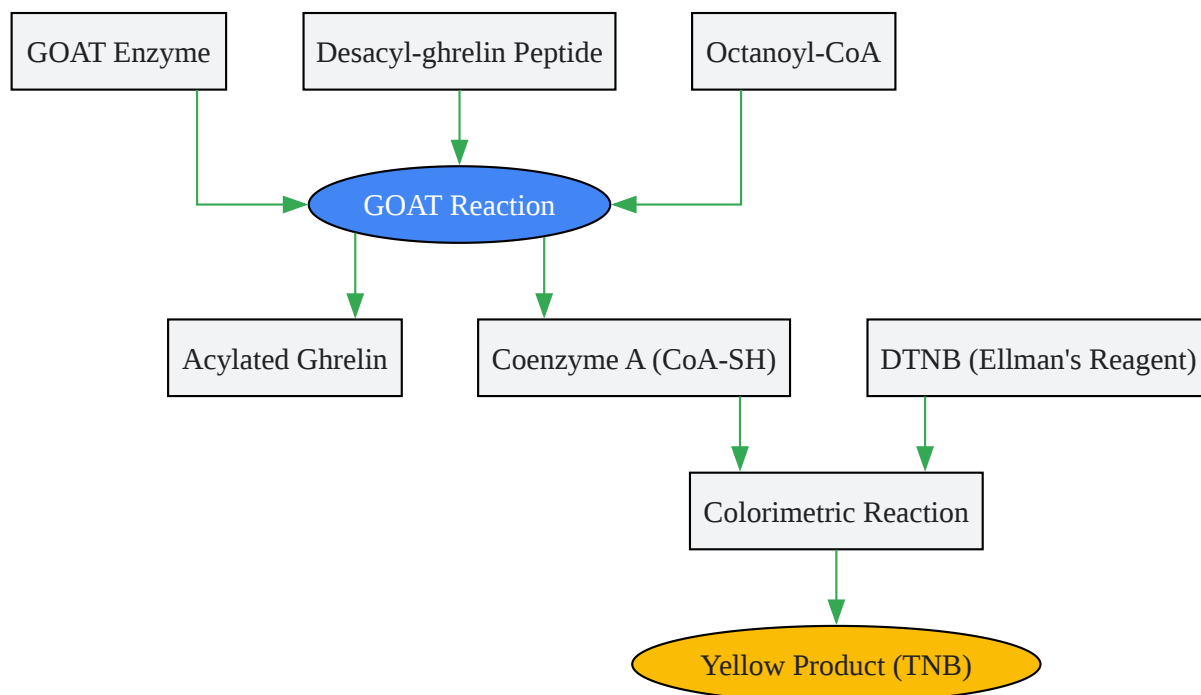 GOAT Enzyme
Desacyl-ghrelin Peptide
Octanoyl-CoA
GOAT Reaction
Acylated Ghrelin
Coenzyme A (CoA-SH)
DTNB (Ellman's Reagent)
Colorimetric Reaction
Yellow Product (TNB)